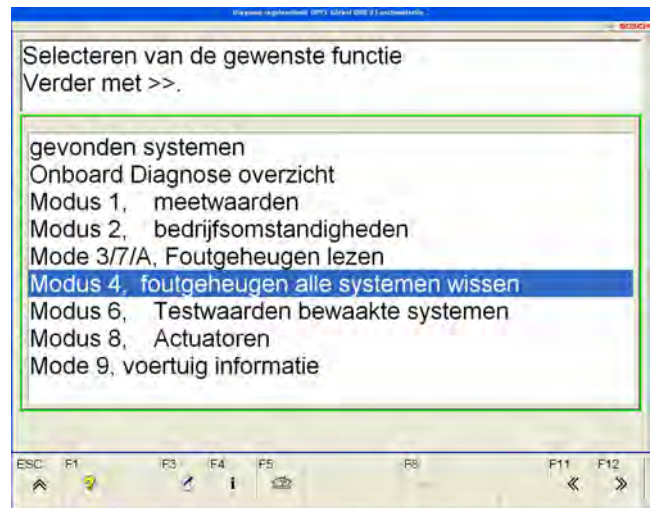 BOSCH
Selecteren van de gewenste functie
Verder met >>.
gevonden systemen
Onboard Diagnose overzicht
Modus 1, meetwaarden
Modus 2, bedrijfsomstandigheden
Mode 3/7/A, Foutgeheugen lezen
Modus 4, foutgeheugen alle systemen wissen
Modus 6, Testwaarden bewaakte systemen
Modus 8, Actuatoren
Mode 9, voertuig informatie
ESC F1 F3 F4 F5 F8 F11 F12